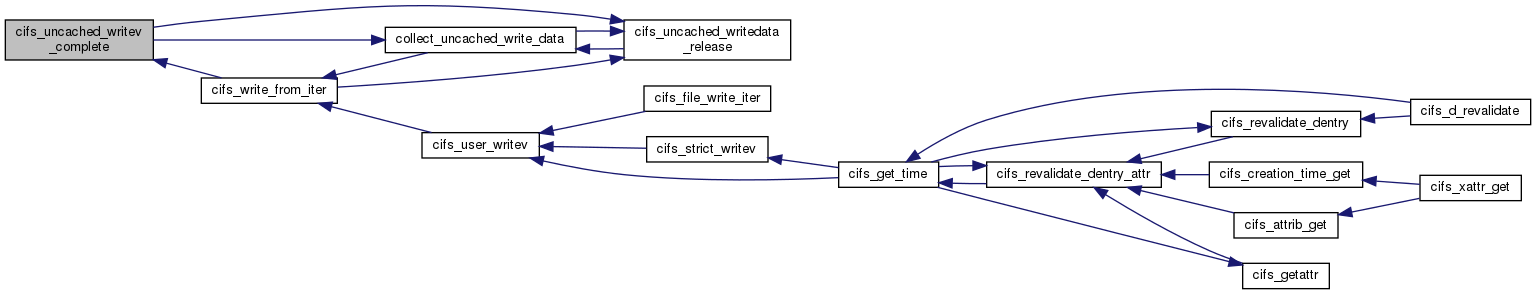 cifs_uncached_writev
_complete
cifs_write_from_iter
collect_uncached_write_data
cifs_uncached_writedata
_release
cifs_user_writev
cifs_file_write_iter
cifs_strict_writev
cifs_get_time
cifs_revalidate_dentry_attr
cifs_revalidate_dentry
cifs_creation_time_get
cifs_attrib_get
cifs_getattr
cifs_d_revalidate
cifs_xattr_get